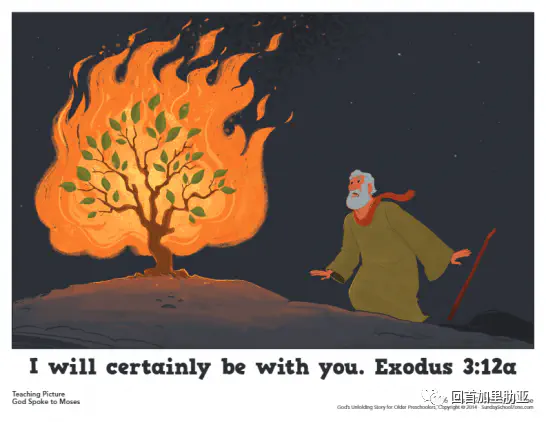 I will certainly be with you. Exodus 3:12a
Teaching Picture
God Spoke to Moses
回首加里肋亚
God's Unfolding Story for Older Preschoolers, Copyright © 2014 · SundaySchoolZone.com